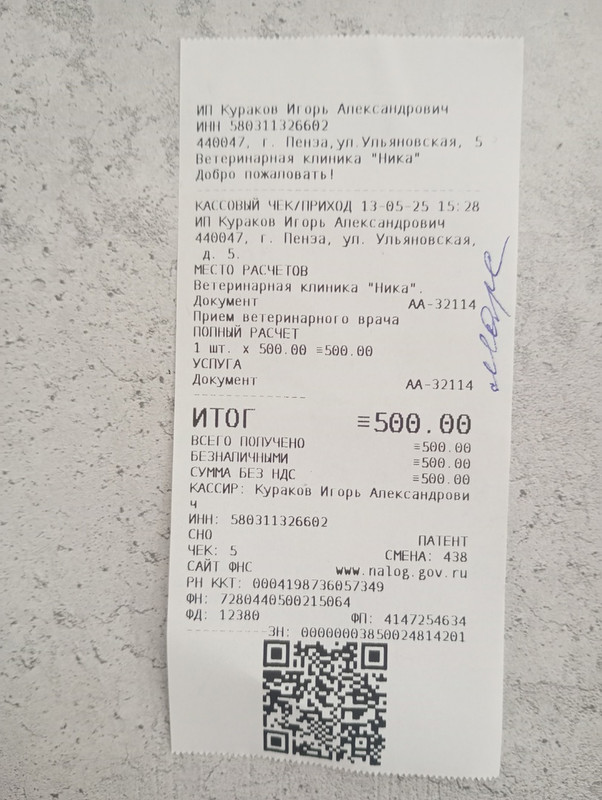 ИП Кураков Игорь Александрович
ИНН 580311326602
440047, г. Пенза,ул.Ульяновская, 5
Ветеринарная клиника "Ника"
Добро пожаловать!
КАССОВЫЙ ЧЕК/ПРИХОД 13-05-25 15:28
ИП Кураков Игорь Александрович
440047, г. Пенза, ул. Ульяновская,
д. 5.
МЕСТО РАСЧЕТОВ
Ветеринарная клиника "Ника".
Документ АА-32114
Прием ветеринарного врача
ПОЛНЫЙ РАСЧЕТ
1 шт. х 500.00 ≡500.00
УСЛУГА
Документ АА-32114
ИТОГ ≡500.00
ВСЕГО ПОЛУЧЕНО ≡500.00
БЕЗНАЛИЧНЫМИ ≡500.00
СУММА БЕЗ НДС ≡500.00
КАССИР: Кураков Игорь Александрови
ч
ИНН: 580311326602
СНО ПАТЕНТ
ЧЕК: 5 СМЕНА: 438
САЙТ ФНС www.nalog.gov.ru
РН ККТ: 0004198736057349
ФН: 7280440500215064
ФД: 12380 ФП: 4147254634
ЗН: 00000003850024814201